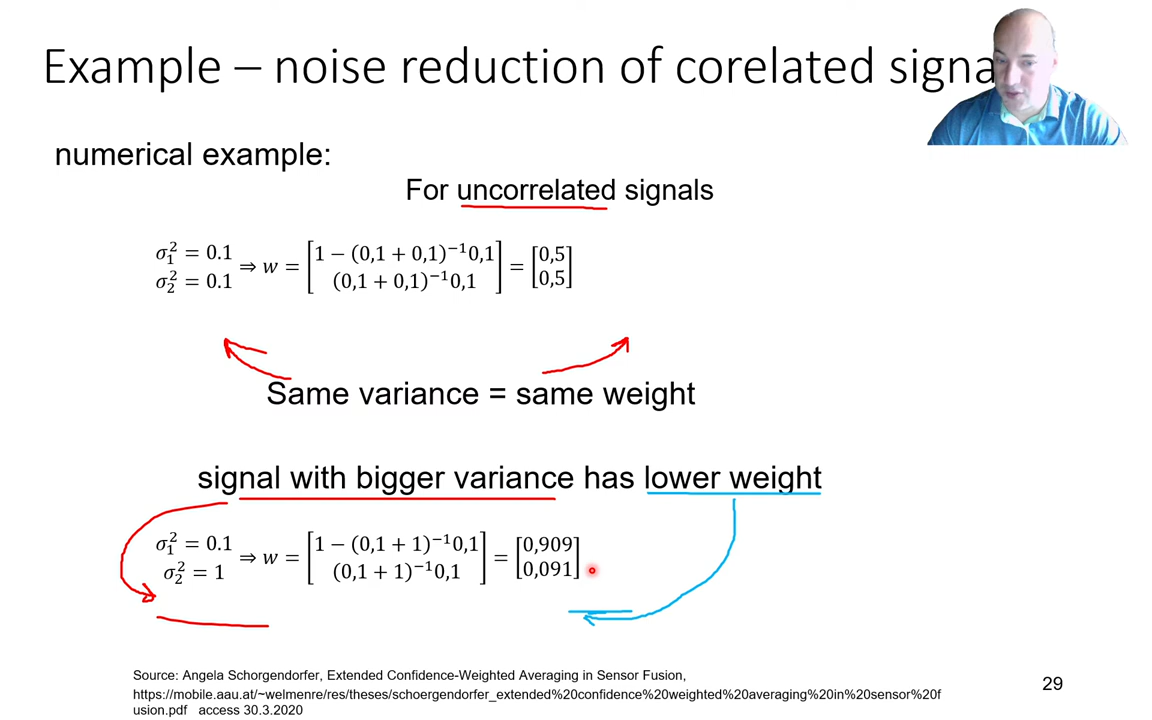 Example – noise reduction of corelated signa
numerical example:
For uncorrelated signals
σ₁² = 0.1
σ₂² = 0.1 ⇒ w = [1 − (0,1 + 0,1)⁻¹0,1
(0,1 + 0,1)⁻¹0,1] = [0,5
0,5]
Same variance = same weight
signal with bigger variance has lower weight
σ₁² = 0.1
σ₂² = 1 ⇒ w = [1 − (0,1 + 1)⁻¹0,1
(0,1 + 1)⁻¹0,1] = [0,909
0,091]
Source: Angela Schorgendorfer, Extended Confidence-Weighted Averaging in Sensor Fusion,
https://mobile.aau.at/~welmenre/res/theses/schoergendorfer_extended%20confidence%20weighted%20averaging%20in%20sensor%20f
usion.pdf access 30.3.2020
29